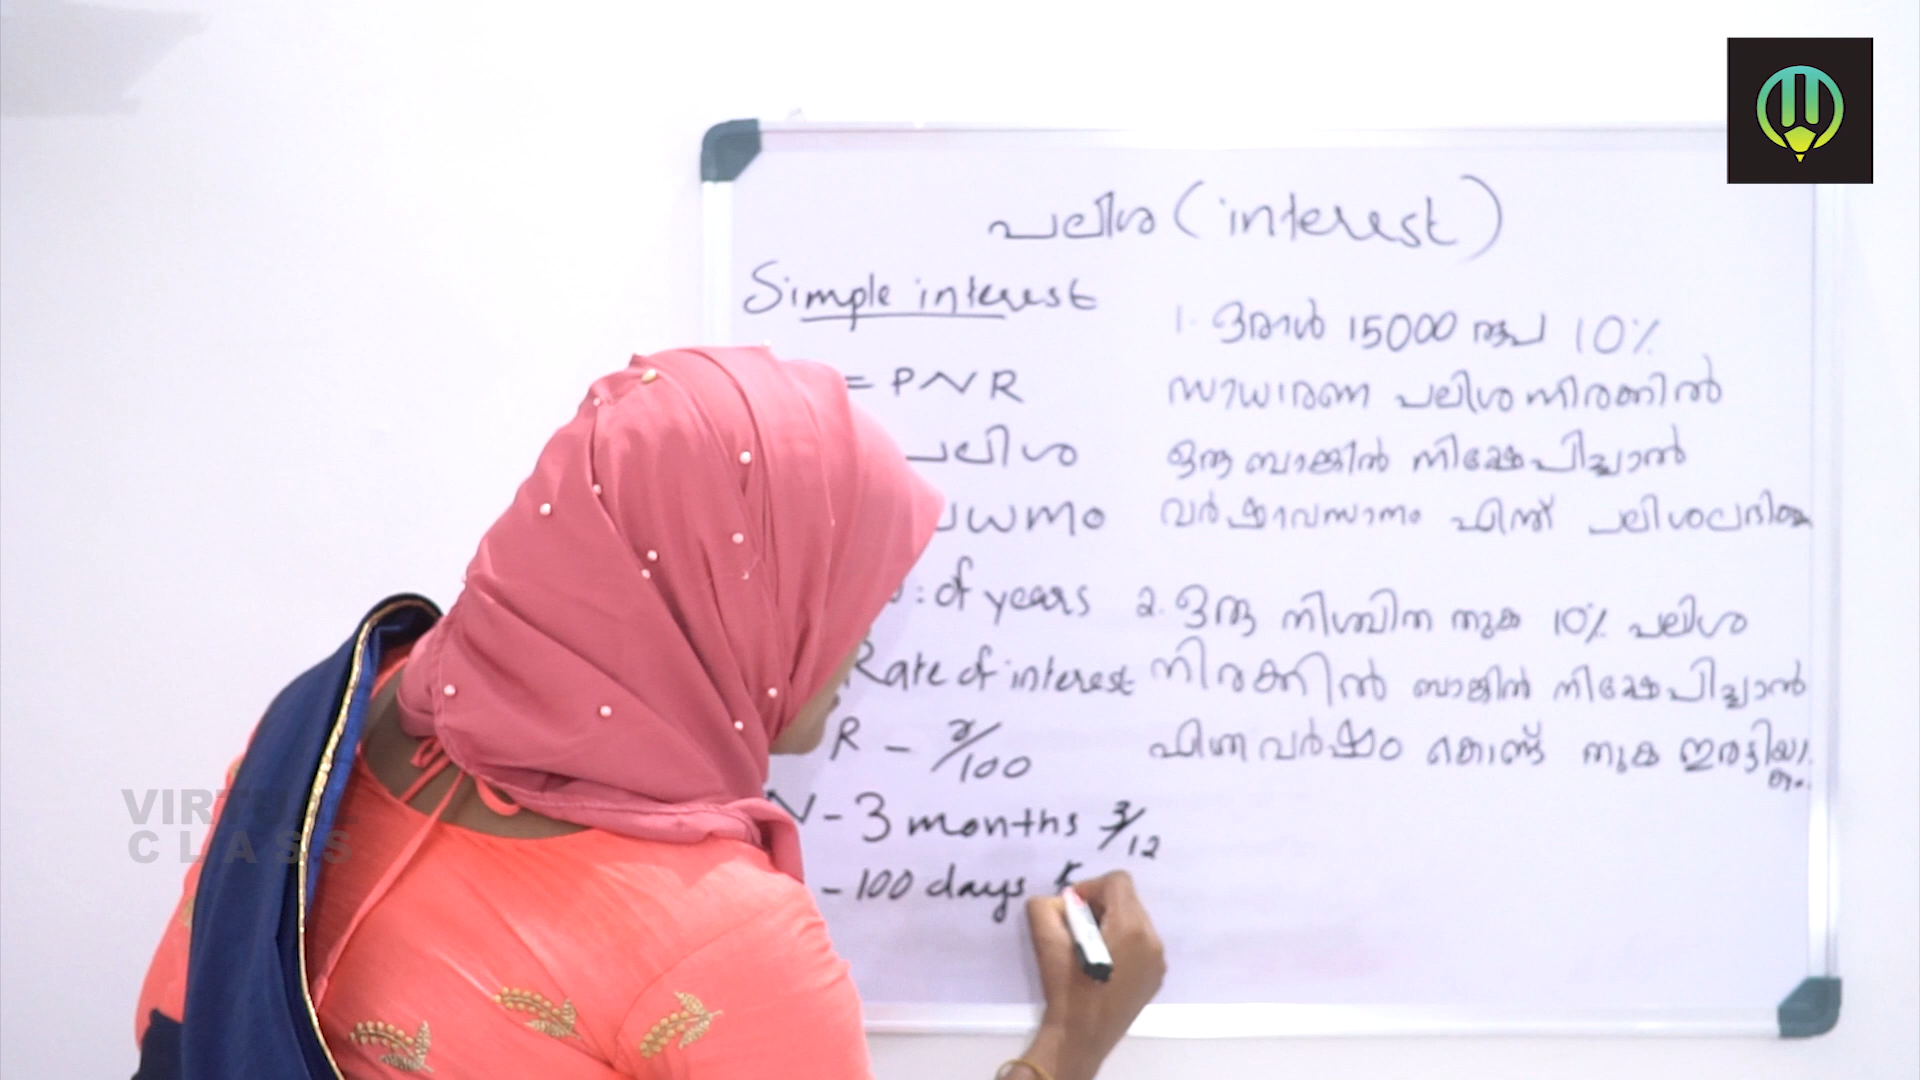 പലിശ (interest)
Simple interest
= PNR
പലിശ
of years
Rate of interest
R - r/100
N - 3 months 3/12
- 100 days
1. ഒരാൾ 15000 രൂപ 10%
സാധാരണ പലിശ നിരക്കിൽ
ഒരു ബാങ്കിൽ നിക്ഷേപിച്ചാൽ
വർഷാവസാനം എന്ത്
2. ഒരു നിശ്ചിത തുക 10% പലിശ
നിരക്കിൽ ബാങ്കിൽ നിക്ഷേപിച്ചാൽ
എത്ര വർഷം കൊണ്ട് തുക ഇരട്ടിയാ
VIRTUAL
CLASS